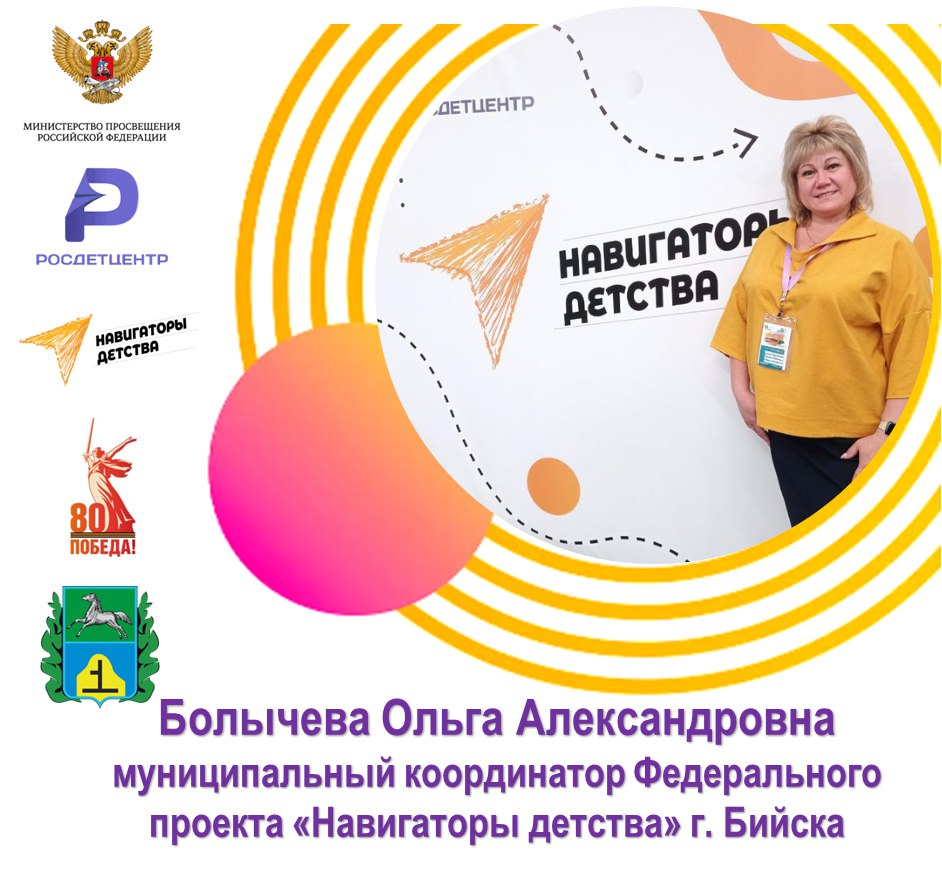 МИНИСТЕРСТВО ПРОСВЕЩЕНИЯ
РОССИЙСКОЙ ФЕДЕРАЦИИ
РОСДЕТЦЕНТР
НАВИГАТОРЫ
ДЕТСТВА
80
ПОБЕДА!
ДЕТЦЕНТР
НАВИГАТОРЫ
ДЕТСТВА
Болычева Ольга Александровна
муниципальный координатор Федерального
проекта «Навигаторы детства» г. Бийска